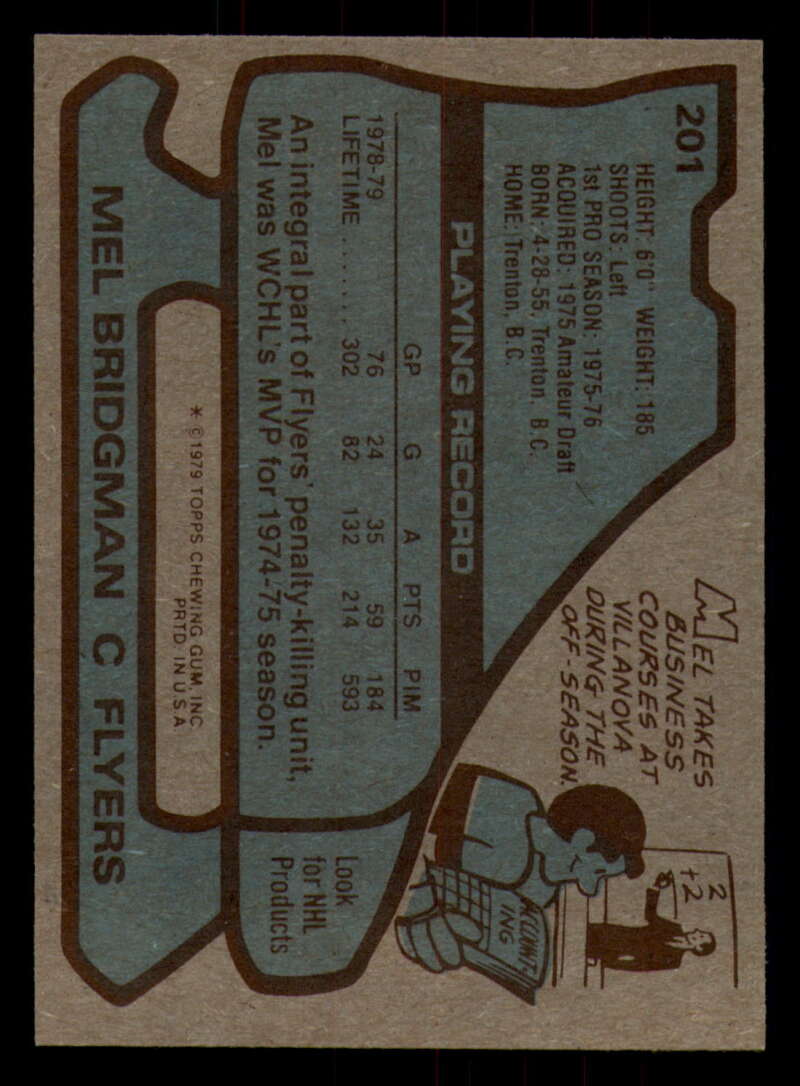 201
HEIGHT: 6'0" WEIGHT: 185
SHOOTS: Left
1st PRO SEASON: 1975-76
ACQUIRED: 1975 Amateur Draft
BORN: 4-28-55, Trenton, B.C.
HOME: Trenton, B.C.
MEL TAKES
BUSINESS
COURSES AT
VILLANOVA
DURING THE
OFF-SEASON.
2
+2
ACCOUNT-
ING
PLAYING RECORD
GP G A PTS PIM
1978-79 76 24 35 59 184
LIFETIME ........ 302 82 132 214 593
An integral part of Flyers' penalty-killing unit,
Mel was WCHL's MVP for 1974-75 season.
Look
for NHL
Products
* ©1979 TOPPS CHEWING GUM, INC
PRTD IN U S A
MEL BRIDGMAN C FLYERS